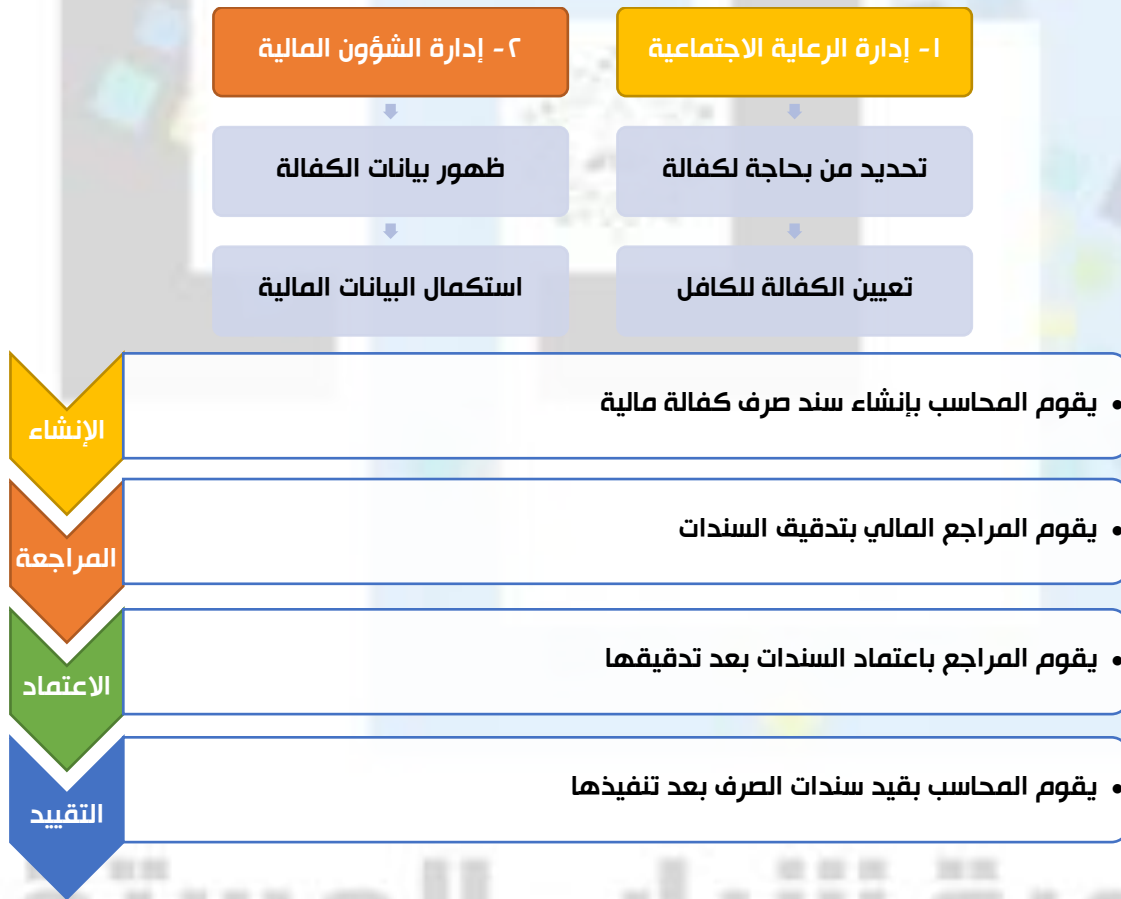 ١- إدارة الرعاية الاجتماعية
تحديد من بحاجة لكفالة
تعيين الكفالة للكافل
٢- إدارة الشؤون المالية
ظهور بيانات الكفالة
استكمال البيانات المالية
الإنشاء
• يقوم المحاسب بإنشاء سند صرف كفالة مالية
المراجعة
• يقوم المراجع المالي بتدقيق السندات
الاعتماد
• يقوم المراجع باعتماد السندات بعد تدقيقها
التقييد
• يقوم المحاسب بقيد سندات الصرف بعد تنفيذها